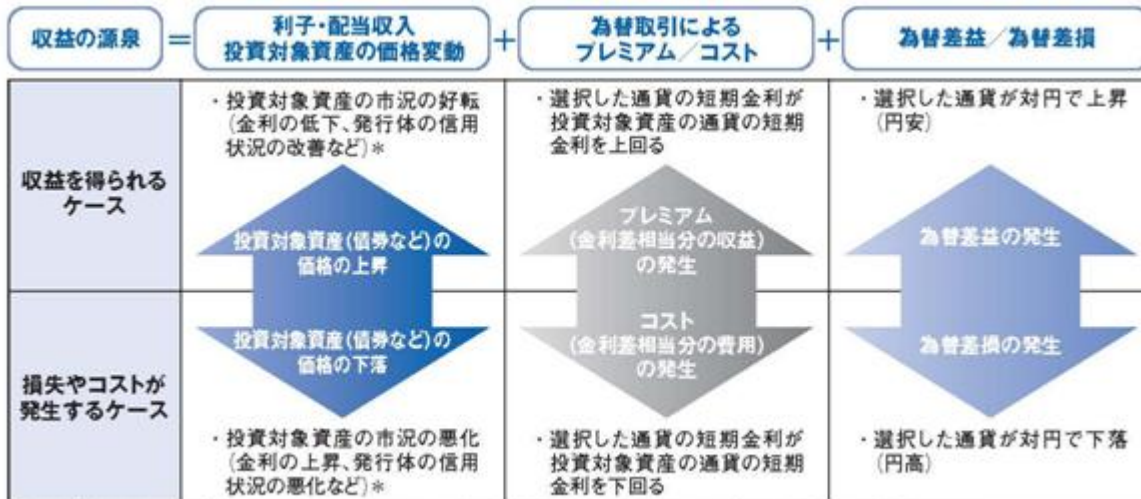 収益の源泉
=
利子・配当収入
投資対象資産の価格変動
+
為替取引による
プレミアム／コスト
+
為替差益／為替差損
収益を得られる
ケース
・投資対象資産の市況の好転
(金利の低下、発行体の信用
状況の改善など)＊
投資対象資産(債券など)の
価格の上昇
・選択した通貨の短期金利が
投資対象資産の通貨の短期
金利を上回る
プレミアム
(金利差相当分の収益)
の発生
・選択した通貨が対円で上昇
(円安)
為替差益の発生
損失やコストが
発生するケース
投資対象資産(債券など)の
価格の下落
・投資対象資産の市況の悪化
(金利の上昇、発行体の信用
状況の悪化など)＊
コスト
(金利差相当分の費用)
の発生
・選択した通貨の短期金利が
投資対象資産の通貨の短期
金利を下回る
為替差損の発生
・選択した通貨が対円で下落
(円高)